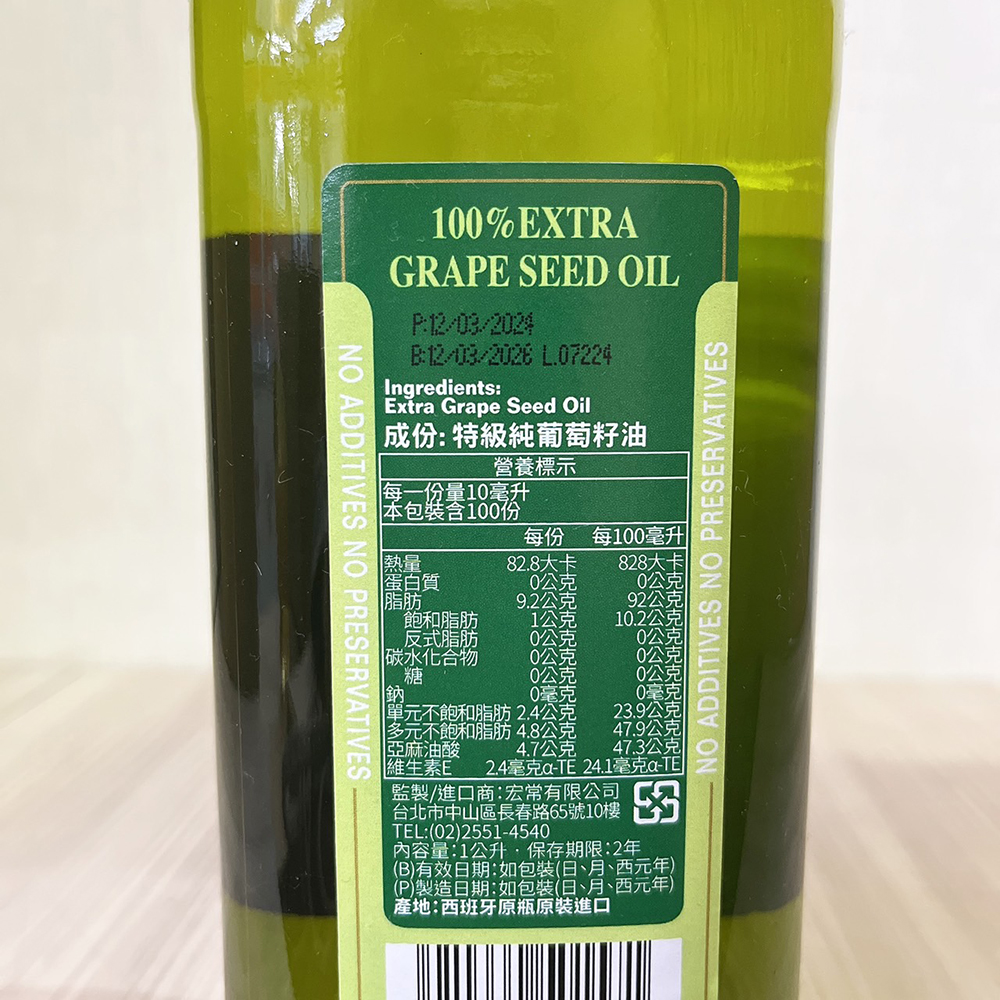 100% EXTRA
GRAPE SEED OIL
P:12/03/2024
B:12/03/2026 L.07224
NO ADDITIVES NO PRESERVATIVES
NO ADDITIVES NO PRESERVATIVES
Ingredients:
Extra Grape Seed Oil
成份: 特級純葡萄籽油
營養標示
每一份量10毫升
本包裝含100份
每份 每100毫升
熱量 82.8大卡 828大卡
蛋白質 0公克 0公克
脂肪 9.2公克 92公克
飽和脂肪 1公克 10.2公克
反式脂肪 0公克 0公克
碳水化合物 0公克 0公克
糖 0公克 0公克
鈉 0毫克 0毫克
單元不飽和脂肪 2.4公克 23.9公克
多元不飽和脂肪 4.8公克 47.9公克
亞麻油酸 4.7公克 47.3公克
維生素E 2.4毫克α-TE 24.1毫克α-TE
監製/進口商:宏常有限公司
台北市中山區長春路65號10樓
TEL:(02)2551-4540
內容量:1公升‧保存期限:2年
(B)有效日期:如包裝(日、月、西元年)
(P)製造日期:如包裝(日、月、西元年)
產地:西班牙原瓶原裝進口